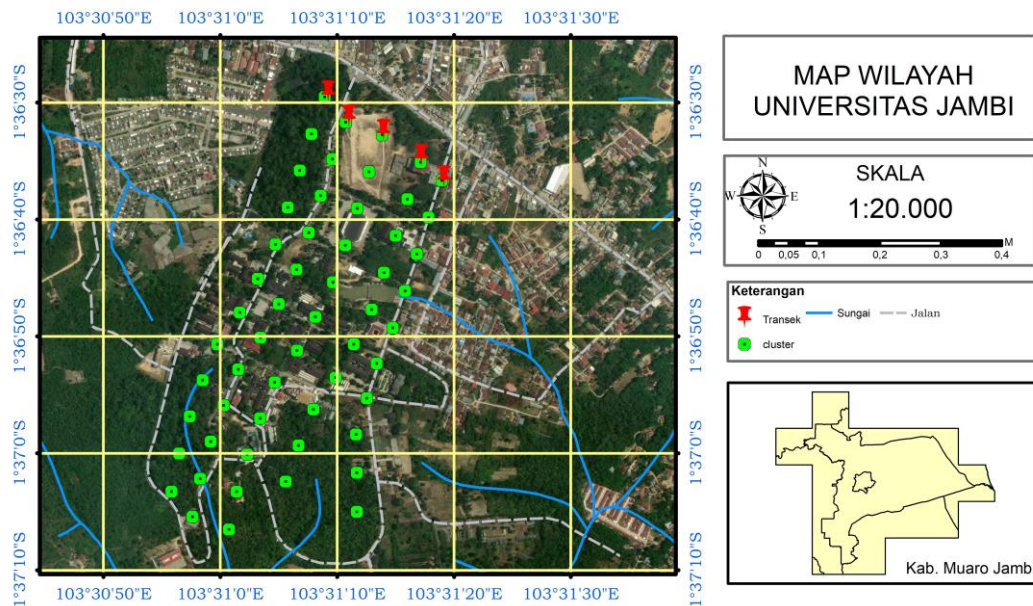 103°30'50"E 103°31'0"E 103°31'10"E 103°31'20"E 103°31'30"E
1°36'30"S
1°36'40"S
1°36'50"S
1°37'0"S
1°37'10"S
1°36'30"S
1°36'40"S
1°36'50"S
1°37'0"S
1°37'10"S
103°30'50"E 103°31'0"E 103°31'10"E 103°31'20"E 103°31'30"E
MAP WILAYAH
UNIVERSITAS JAMBI
N
W E
S
SKALA
1:20.000
M
0 0,05 0,1 0,2 0,3 0,4
Keterangan
Transek Sungai Jalan
cluster
Kab. Muaro Jamb